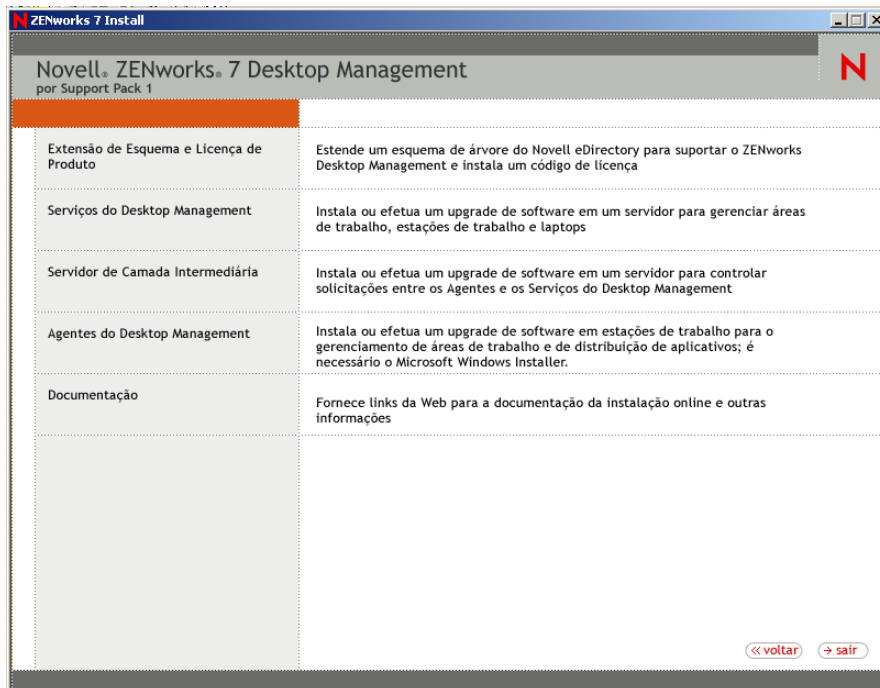 ZENworks 7 Install
Novell® ZENworks® 7 Desktop Management
por Support Pack 1
N
Extensão de Esquema e Licença de
Produto
Estende um esquema de árvore do Novell eDirectory para suportar o ZENworks
Desktop Management e instala um código de licença
Serviços do Desktop Management
Instala ou efetua um upgrade de software em um servidor para gerenciar áreas
de trabalho, estações de trabalho e laptops
Servidor de Camada Intermediária
Instala ou efetua um upgrade de software em um servidor para controlar
solicitações entre os Agentes e os Serviços do Desktop Management
Agentes do Desktop Management
Instala ou efetua um upgrade de software em estações de trabalho para o
gerenciamento de áreas de trabalho e de distribuição de aplicativos; é
necessário o Microsoft Windows Installer.
Documentação
Fornece links da Web para a documentação da instalação online e outras
informações
voltar
sair